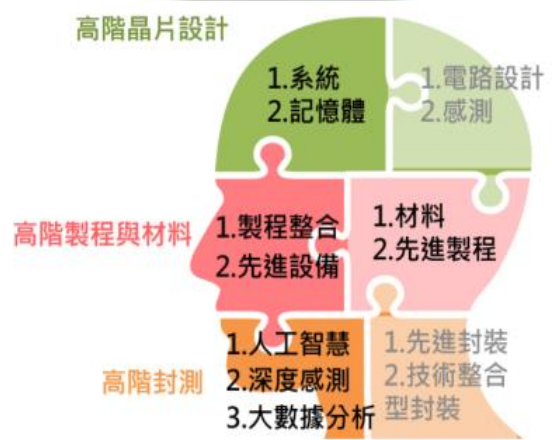 高階晶片設計
1.系統
2.記憶體
1.電路設計
2.感測
高階製程與材料
1.製程整合
2.先進設備
1.材料
2.先進製程
高階封測
1.人工智慧
2.深度感測
3.大數據分析
1.先進封裝
2.技術整合
型封裝